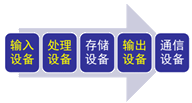 输入 处理 存储 输出 通信
设备 设备 设备 设备 设备